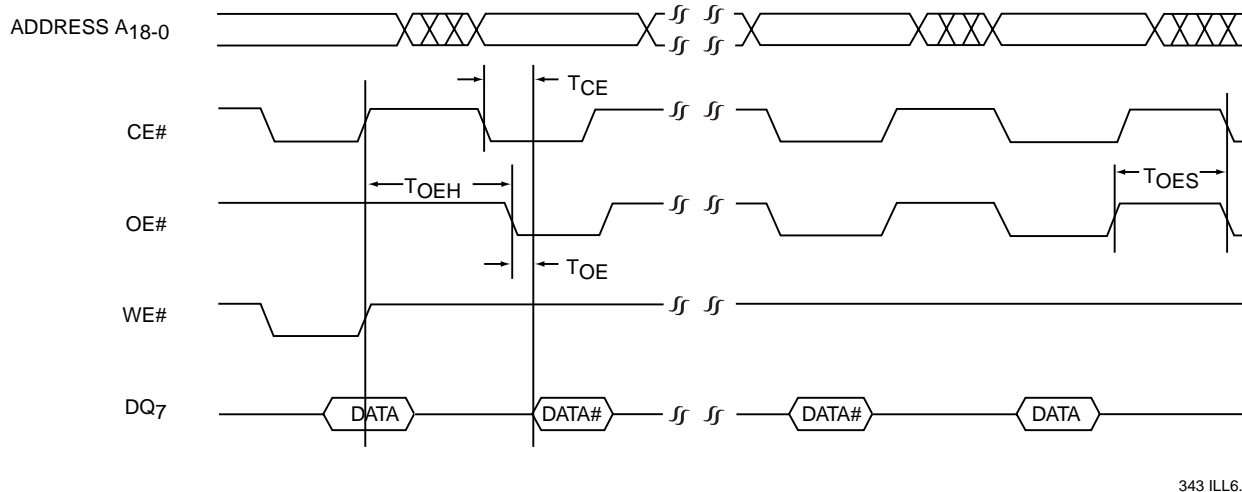 ADDRESS A18-0
TCE
CE#
TOEH
TOES
OE#
TOE
WE#
DQ7
DATA
DATA#
DATA#
DATA
343 ILL6.